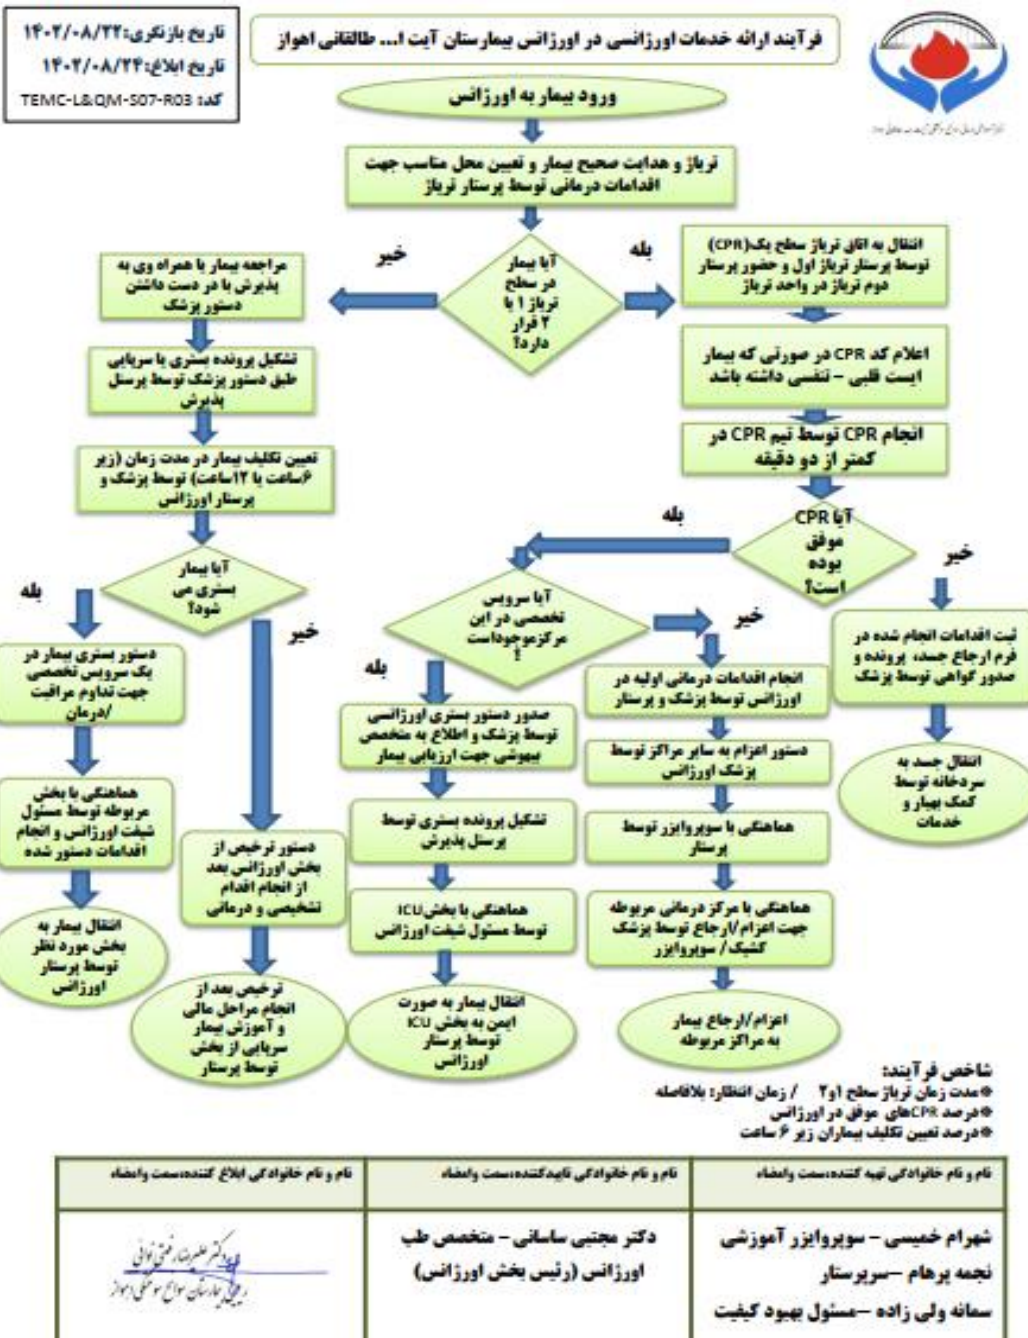 فرآیند ارائه خدمات اورژانسی در اورژانس بیمارستان آیت ا... طالقانی اهواز
تاریخ بازنگری:۱۴۰۲/۰۸/۲۲
تاریخ ابلاغ:۱۴۰۲/۰۸/۲۴
کد: TEMC-L&QM-S07-R03
ورود بیمار به اورژانس
تریاژ و هدایت صحیح بیمار و تعیین محل مناسب جهت
اقدامات درمانی توسط پرستار تریاژ
آیا بیمار
در سطح
تریاژ ۱ یا
۲ قرار
دارد؟
بله
انتقال به اتاق تریاژ سطح یک(CPR)
توسط پرستار تریاژ اول و حضور پرستار
دوم تریاژ در واحد تریاژ
اعلام کد CPR در صورتی که بیمار
ایست قلبی – تنفسی داشته باشد
انجام CPR توسط تیم CPR در
کمتر از دو دقیقه
آیا CPR
موفق
بوده
است؟
خیر
ثبت اقدامات انجام شده در
فرم ارجاع جسد، پرونده و
صدور گواهی توسط پزشک
انتقال جسد به
سردخانه توسط
کمک بهیار و
خدمات
بله
آیا سرویس
تخصصی در این
مرکزموجوداست
؟
خیر
انجام اقدامات درمانی اولیه در
اورژانس توسط پزشک و پرستار
دستور اعزام به سایر مراکز توسط
پزشک اورژانس
هماهنگی با سوپروایزر توسط
پرستار
هماهنگی با مرکز درمانی مربوطه
جهت اعزام/ارجاع توسط پزشک
کشیک/ سوپروایزر
اعزام/ارجاع بیمار
به مراکز مربوطه
بله
صدور دستور بستری اورژانسی
توسط پزشک و اطلاع به متخصص
بیهوشی جهت ارزیابی بیمار
تشکیل پرونده بستری توسط
پرسنل پذیرش
هماهنگی با بخش ICU
توسط مسئول شیفت اورژانس
انتقال بیمار به صورت
ایمن به بخش ICU
توسط پرستار
اورژانس
خیر
مراجعه بیمار یا همراه وی به
پذیرش با در دست داشتن
دستور پزشک
تشکیل پرونده بستری یا سرپایی
طبق دستور پزشک توسط پرسنل
پذیرش
تعیین تکلیف بیمار در مدت زمان (زیر
۶ساعت یا ۱۲ساعت) توسط پزشک و
پرستار اورژانس
آیا بیمار
بستری می
شود؟
خیر
دستور ترخیص از
بخش اورژانس بعد
از انجام اقدام
تشخیصی و درمانی
ترخیص بعد از
انجام مراحل مالی
و آموزش بیمار
سرپایی از بخش
توسط پرستار
بله
دستور بستری بیمار در
یک سرویس تخصصی
جهت تداوم مراقبت
/درمان
هماهنگی با بخش
مربوطه توسط مسئول
شیفت اورژانس و انجام
اقدامات دستور شده
انتقال بیمار به
بخش مورد نظر
توسط پرستار
اورژانس
شاخص فرآیند:
※مدت زمان تریاژ سطح ۱و۲ / زمان انتظار: بلافاصله
※درصد CPRهای موفق در اورژانس
※درصد تعیین تکلیف بیماران زیر ۶ ساعت
نام و نام خانوادگی تهیه کننده،سمت وامضاء
نام و نام خانوادگی تاییدکننده،سمت وامضاء
نام و نام خانوادگی ابلاغ کننده،سمت وامضاء
شهرام خمیسی – سوپروایزر آموزشی
نجمه پرهام –سرپرستار
سمانه ولی زاده –مسئول بهبود کیفیت
دکتر مجتبی ساسانی – متخصص طب
اورژانس (رئیس بخش اورژانس)